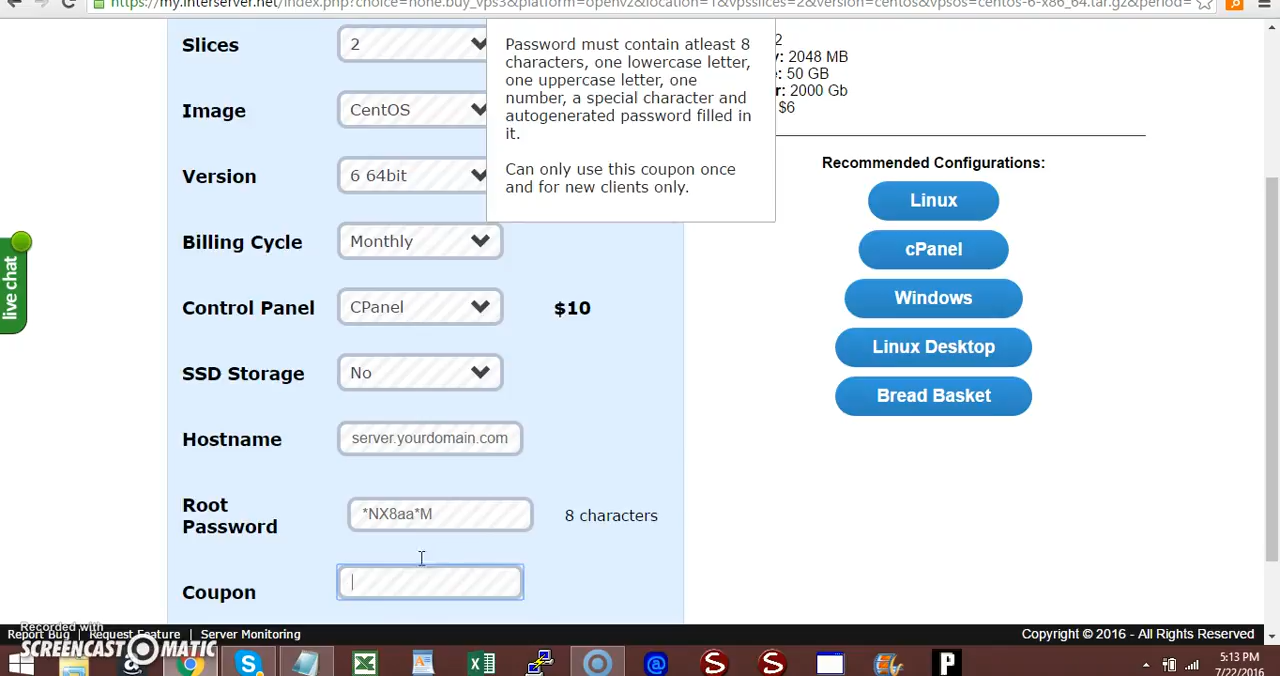 https://my.interserver.net/index.php?choice=none.buy_vps3&platform=openvz&location=1&vpsslices=2&version=centos&vpsos=centos-6-x86_64.tar.gz&period=
Slices
2
Image
CentOS
Version
6 64bit
Billing Cycle
Monthly
Control Panel
CPanel
$10
SSD Storage
No
Hostname
server.yourdomain.com
Root
Password
*NX8aa*M
8 characters
Coupon
Password must contain atleast 8
characters, one lowercase letter,
one uppercase letter, one
number, a special character and
autogenerated password filled in
it.
Can only use this coupon once
and for new clients only.
2
: 2048 MB
: 50 GB
: 2000 Gb
$6
Recommended Configurations:
Linux
cPanel
Windows
Linux Desktop
Bread Basket
live chat
Report Bug | Request Feature | Server Monitoring
Copyright © 2016 - All Rights Reserved
Recorded with
SCREENCAST MATIC
5:13 PM
7/22/2016